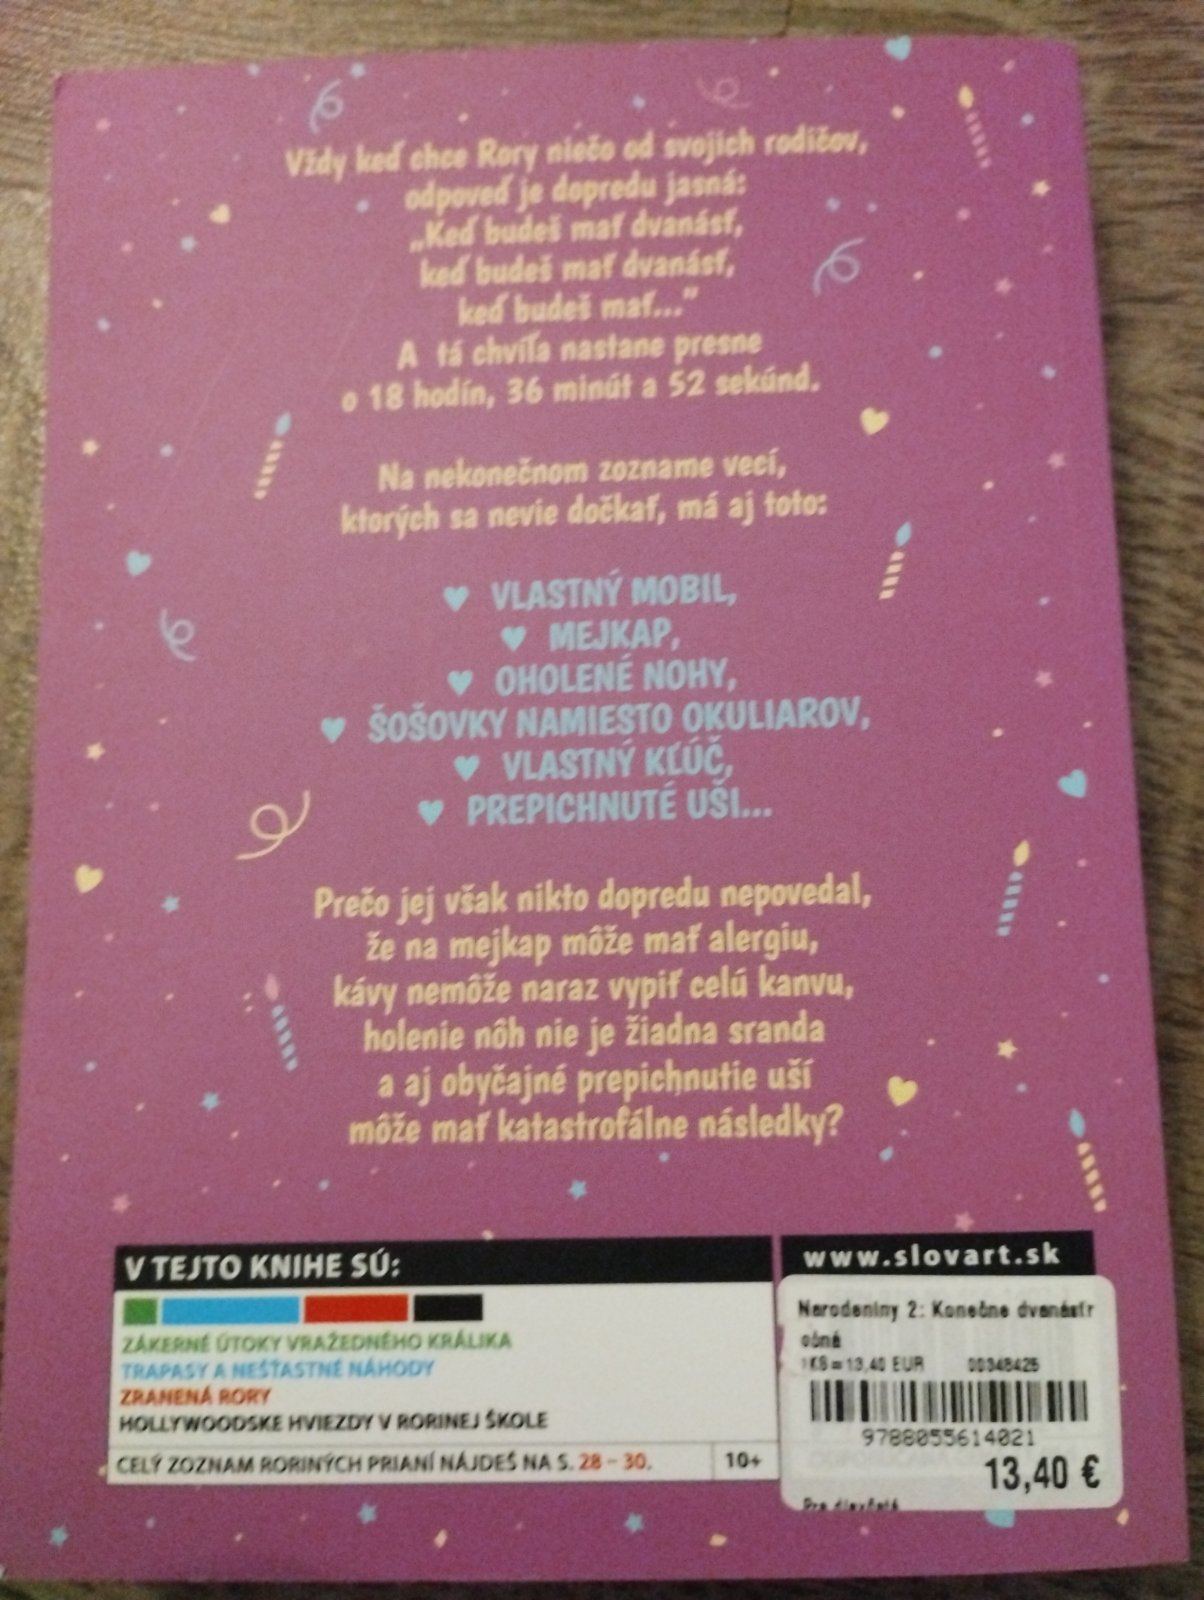 Vždy keď chce Rory niečo od svojich rodičov,
odpoveď je dopredu jasná:
„Keď budeš mať dvanásť,
keď budeš mať dvanásť,
keď budeš mať...“
A tá chvíľa nastane presne
o 18 hodín, 36 minút a 52 sekúnd.
Na nekonečnom zozname vecí,
ktorých sa nevie dočkať, má aj toto:
♥ VLASTNÝ MOBIL,
♥ MEJKAP,
♥ OHOLENÉ NOHY,
♥ ŠOŠOVKY NAMIESTO OKULIAROV,
♥ VLASTNÝ KĽÚČ,
♥ PREPICHNUTÉ UŠI...
Prečo jej však nikto dopredu nepovedal,
že na mejkap môže mať alergiu,
kávy nemôže naraz vypiť celú kanvu,
holenie nôh nie je žiadna sranda
a aj obyčajné prepichnutie uší
môže mať katastrofálne následky?
V TEJTO KNIHE SÚ:
ZÁKERNÉ ÚTOKY VRAŽEDNÉHO KRÁLIKA
TRAPASY A NEŠŤASTNÉ NÁHODY
ZRANENÁ RORY
HOLLYWOODSKE HVIEZDY V RORINEJ ŠKOLE
CELÝ ZOZNAM RORINÝCH PRIANÍ NÁJDEŠ NA S. 28 – 30.
10+
www.slovart.sk
Narodeniny 2: Konečne dvanásťr
očná
1KS = 13,40 EUR 00348425
9788055614021
13,40 €
Pre dievčatá